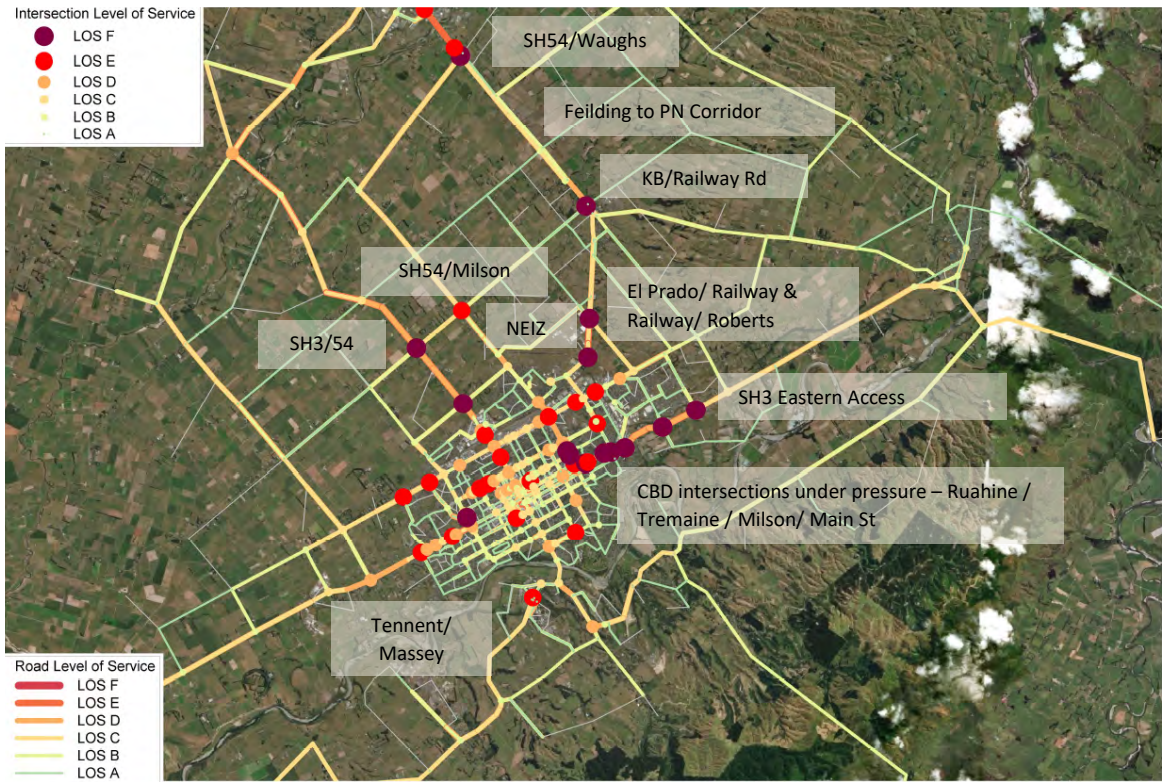 Intersection Level of Service
LOS F
LOS E
LOS D
LOS C
LOS B
LOS A
SH54/Waughs
Feilding to PN Corridor
KB/Railway Rd
SH54/Milson
NEIZ
El Prado/ Railway &
Railway/ Roberts
SH3/54
SH3 Eastern Access
CBD intersections under pressure – Ruahine /
Tremaine / Milson/ Main St
Tennent/
Massey
Road Level of Service
LOS F
LOS E
LOS D
LOS C
LOS B
LOS A